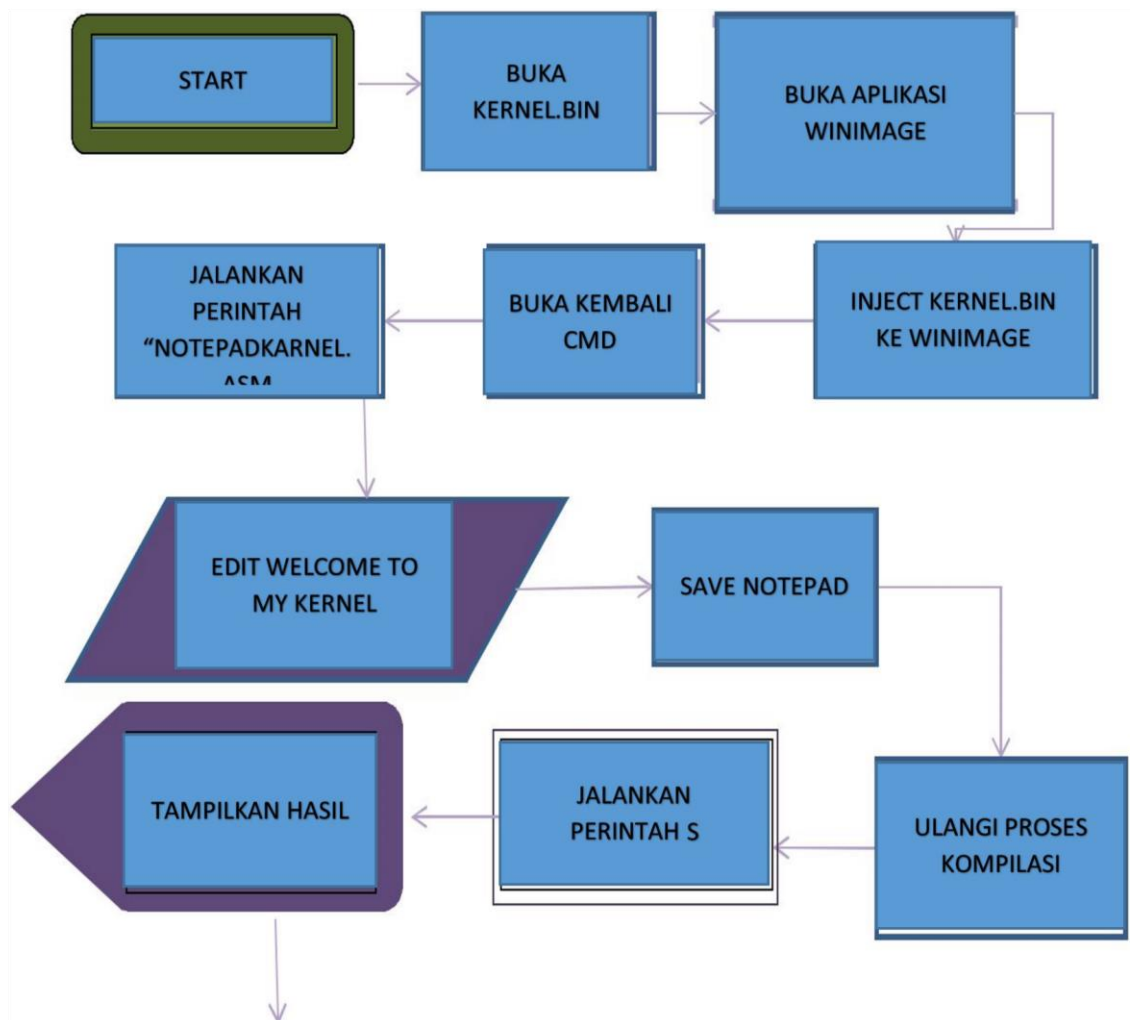 START
BUKA
KERNEL.BIN
BUKA APLIKASI
WINIMAGE
INJECT KERNEL.BIN
KE WINIMAGE
BUKA KEMBALI
CMD
JALANKAN
PERINTAH
“NOTEPADKARNEL.
ASM
EDIT WELCOME TO
MY KERNEL
SAVE NOTEPAD
ULANGI PROSES
KOMPILASI
JALANKAN
PERINTAH S
TAMPILKAN HASIL